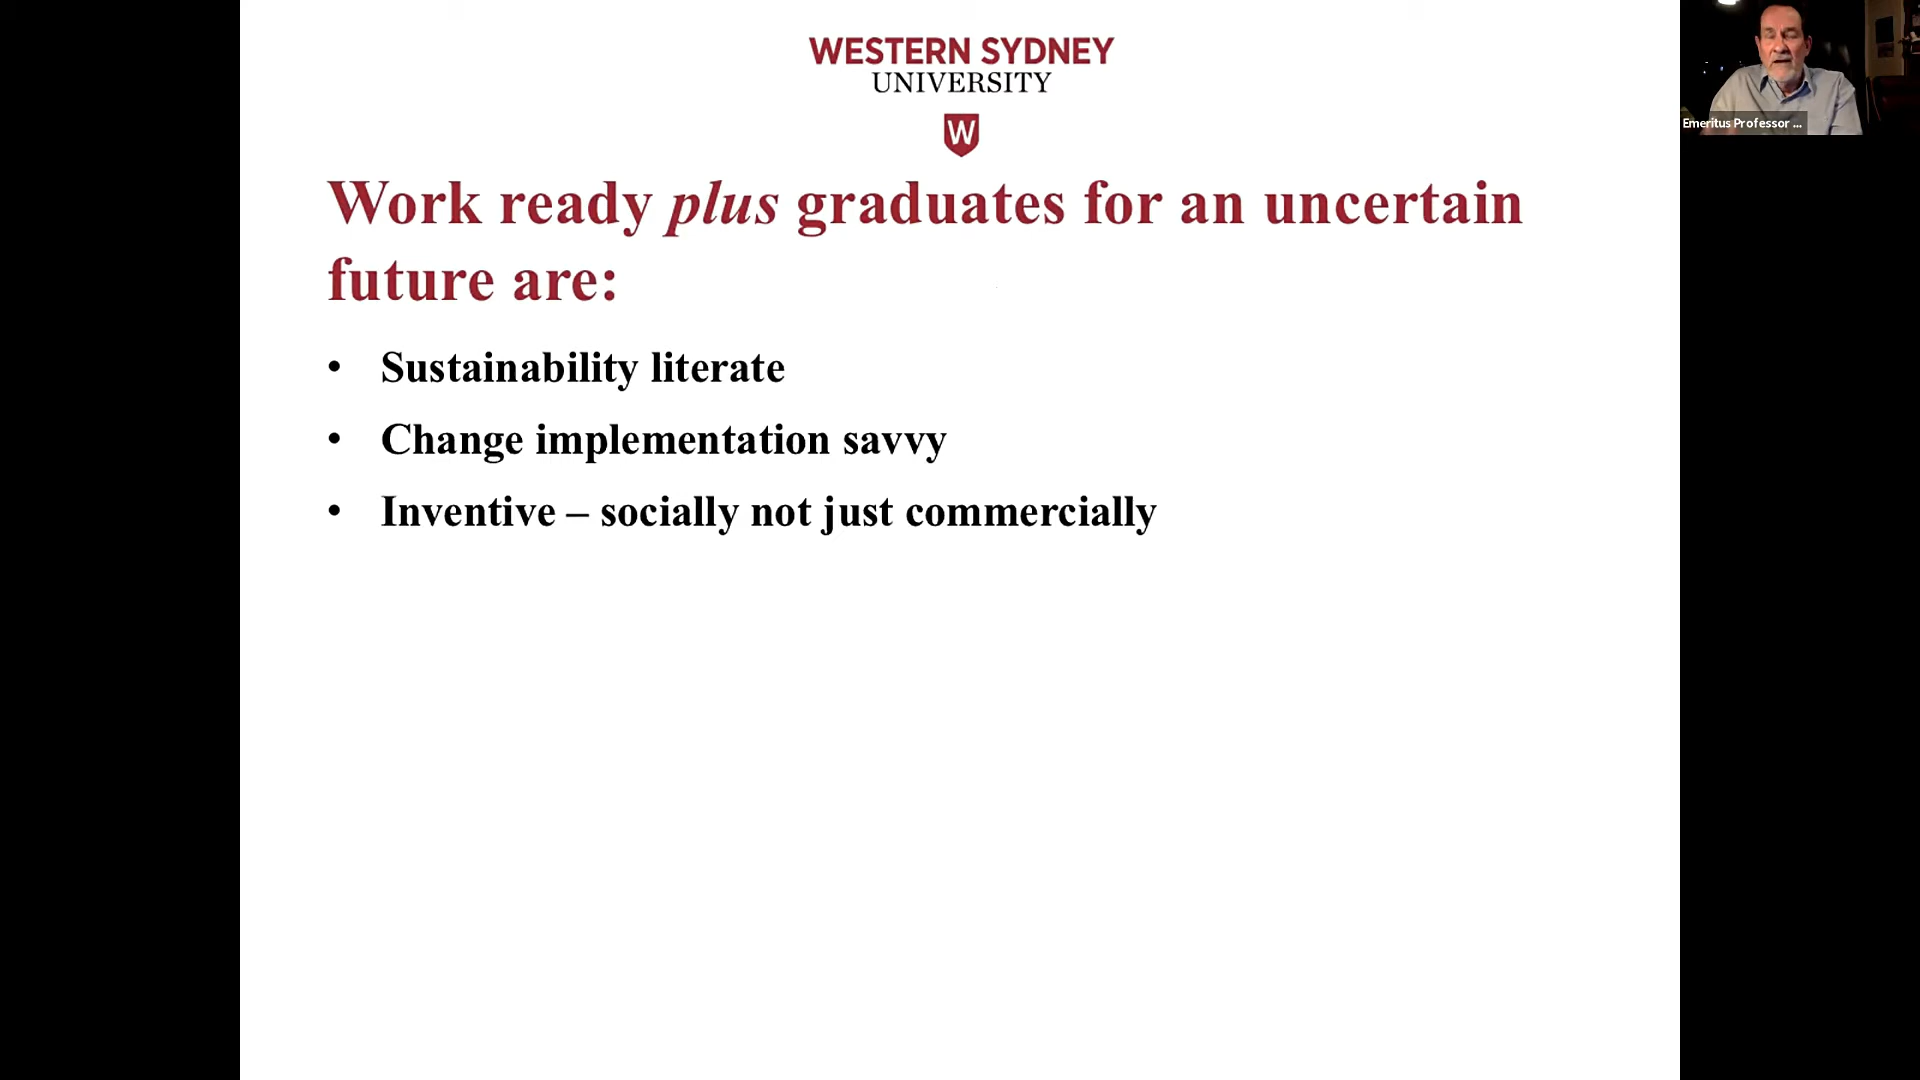 WESTERN SYDNEY
UNIVERSITY
W
Work ready plus graduates for an uncertain
future are:
• Sustainability literate
• Change implementation savvy
• Inventive – socially not just commercially
Emeritus Professor ...